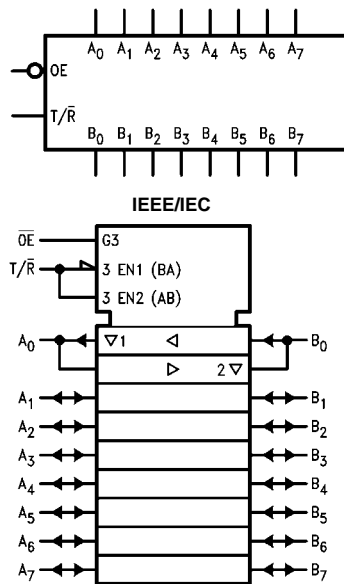 A0 A1 A2 A3 A4 A5 A6 A7
OE
T/R̅
B0 B1 B2 B3 B4 B5 B6 B7
IEEE/IEC
O̅E̅ G3
T/R̅ 3 EN1 (BA)
3 EN2 (AB)
A0 ▽1 ◁ B0
▷ 2▽
A1 B1
A2 B2
A3 B3
A4 B4
A5 B5
A6 B6
A7 B7